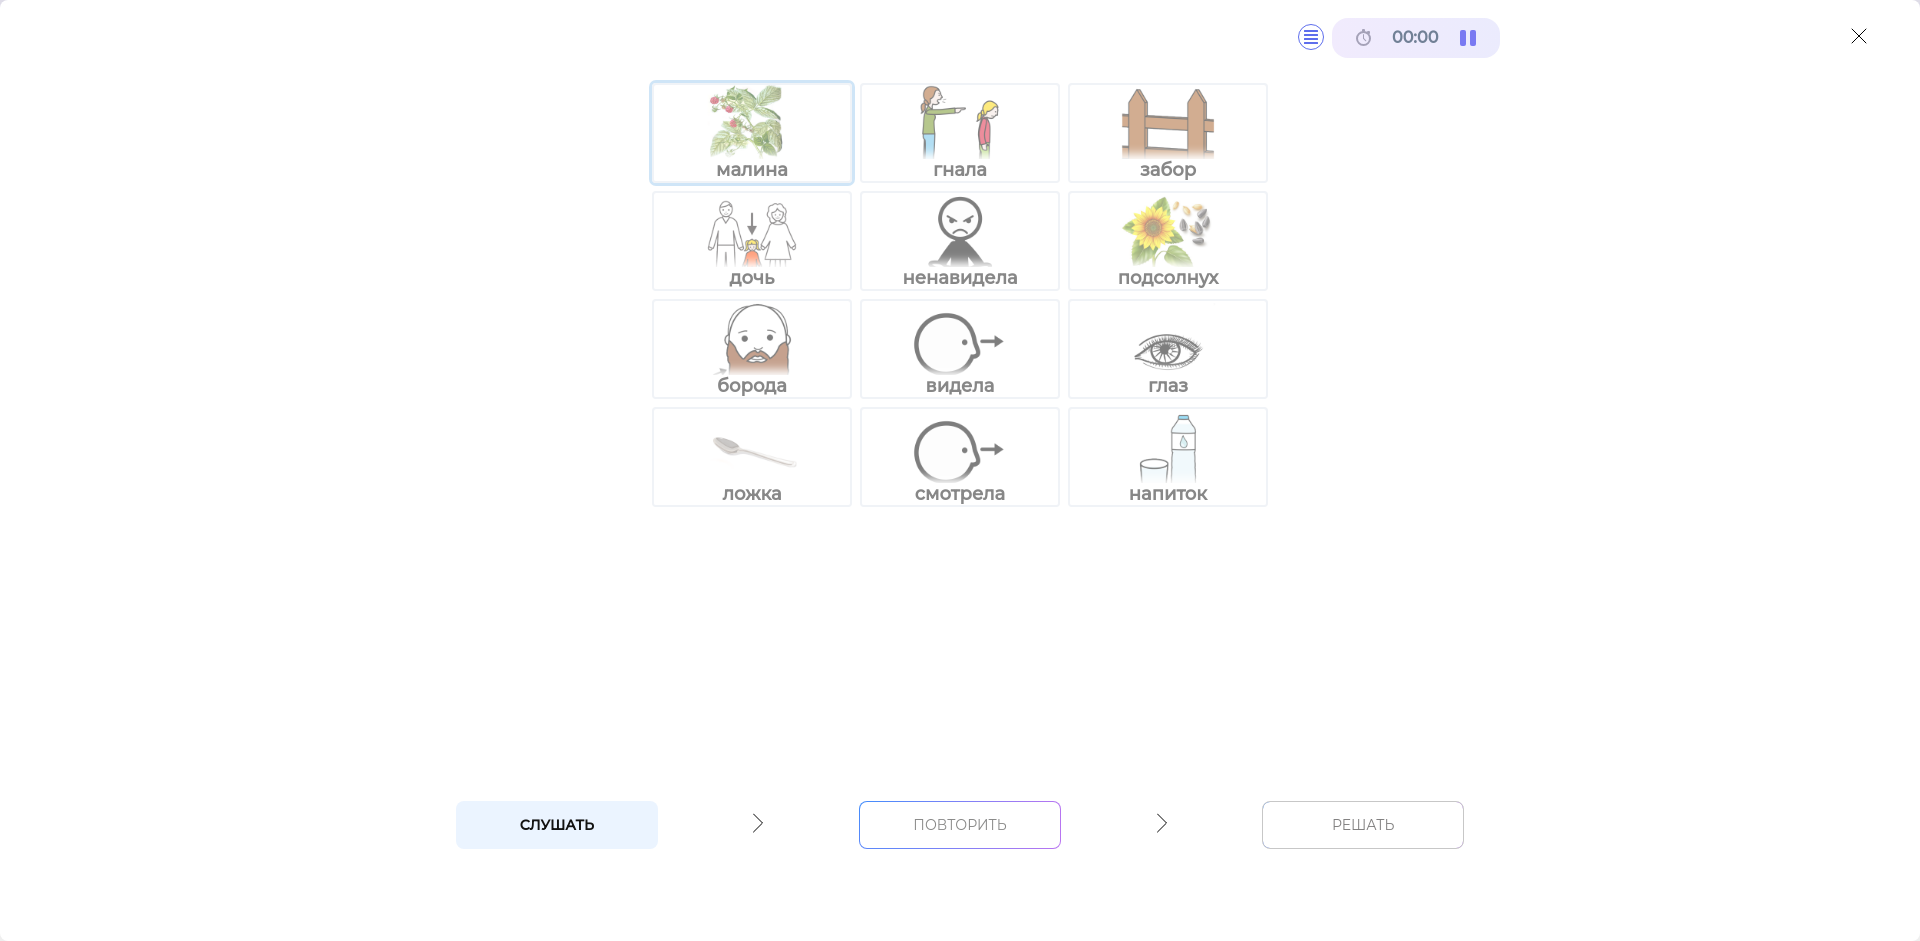 00:00
малина
гнала
забор
дочь
ненавидела
подсолнух
борода
видела
глаз
ложка
смотрела
напиток
СЛУШАТЬ
ПОВТОРИТЬ
РЕШАТЬ